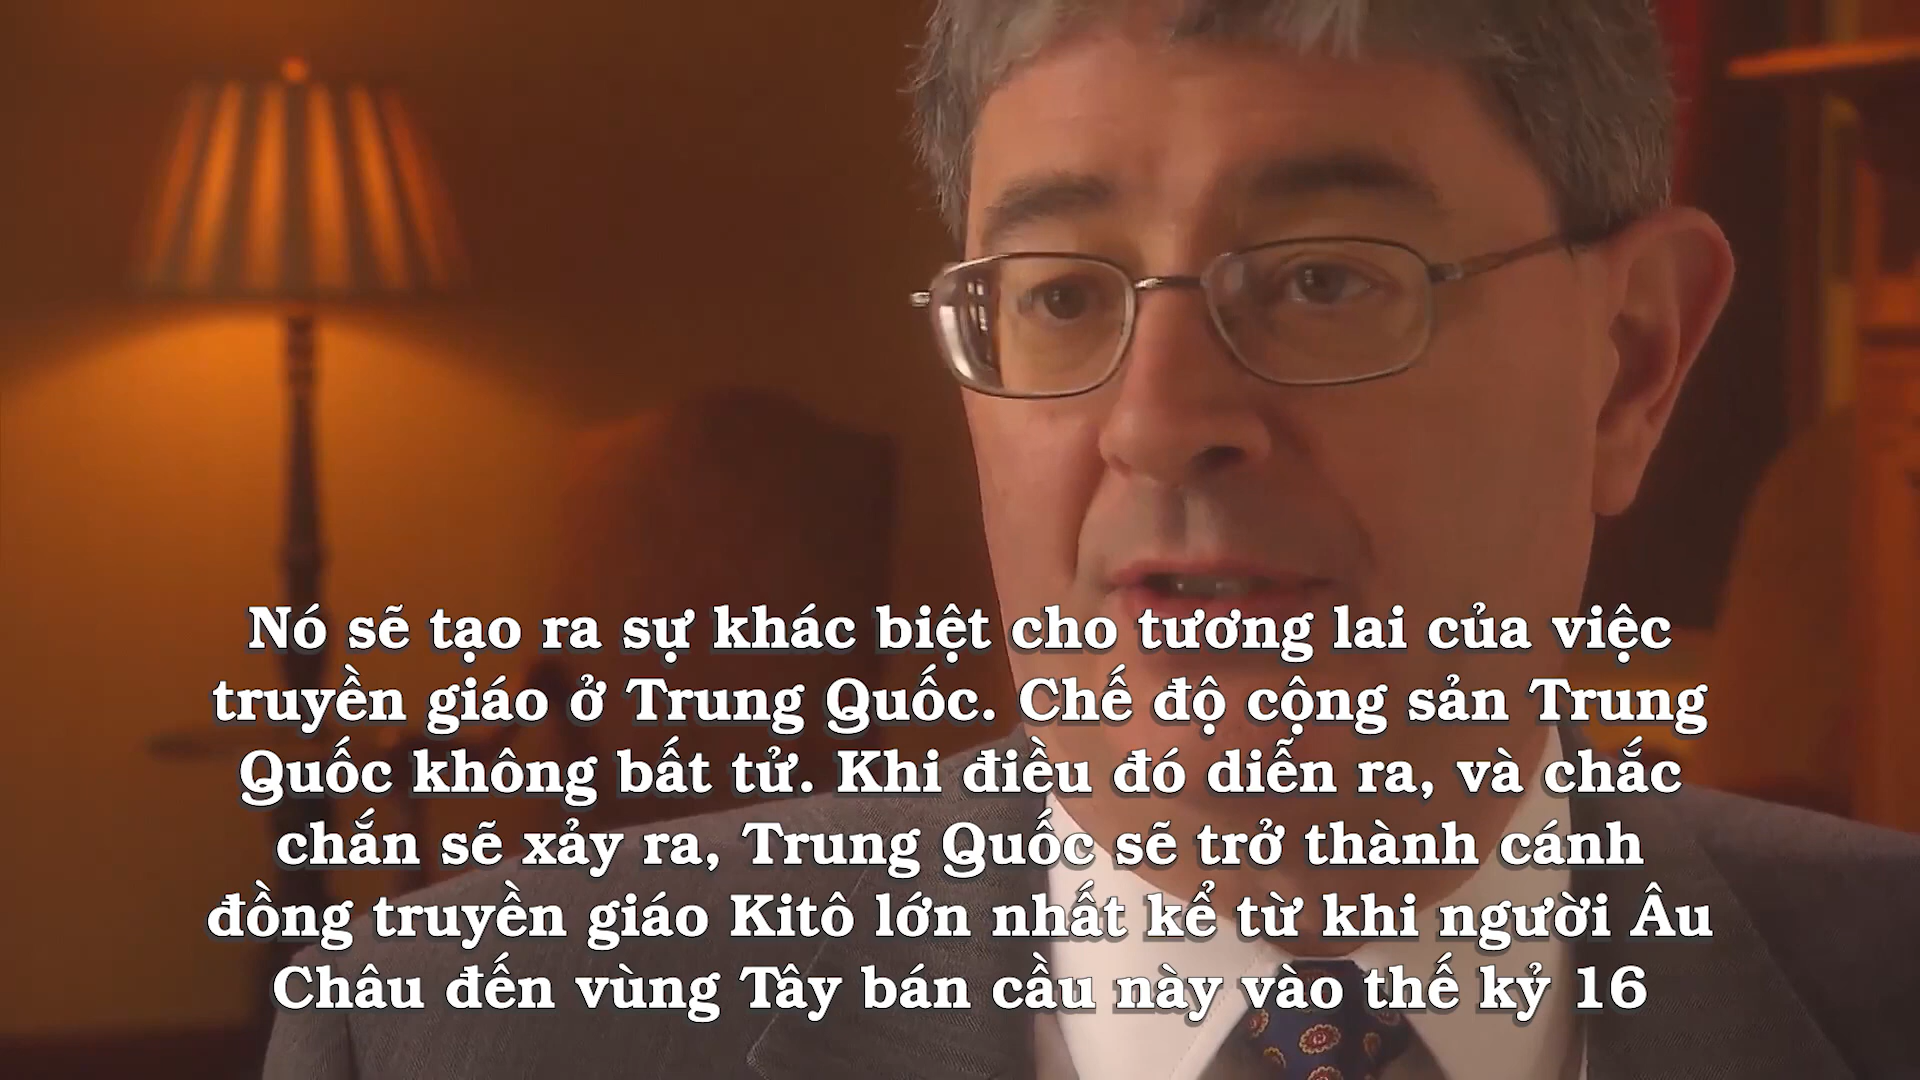 Nó sẽ tạo ra sự khác biệt cho tương lai của việc
truyền giáo ở Trung Quốc. Chế độ cộng sản Trung
Quốc không bất tử. Khi điều đó diễn ra, và chắc
chắn sẽ xảy ra, Trung Quốc sẽ trở thành cánh
đồng truyền giáo Kitô lớn nhất kể từ khi người Âu
Châu đến vùng Tây bán cầu này vào thế kỷ 16